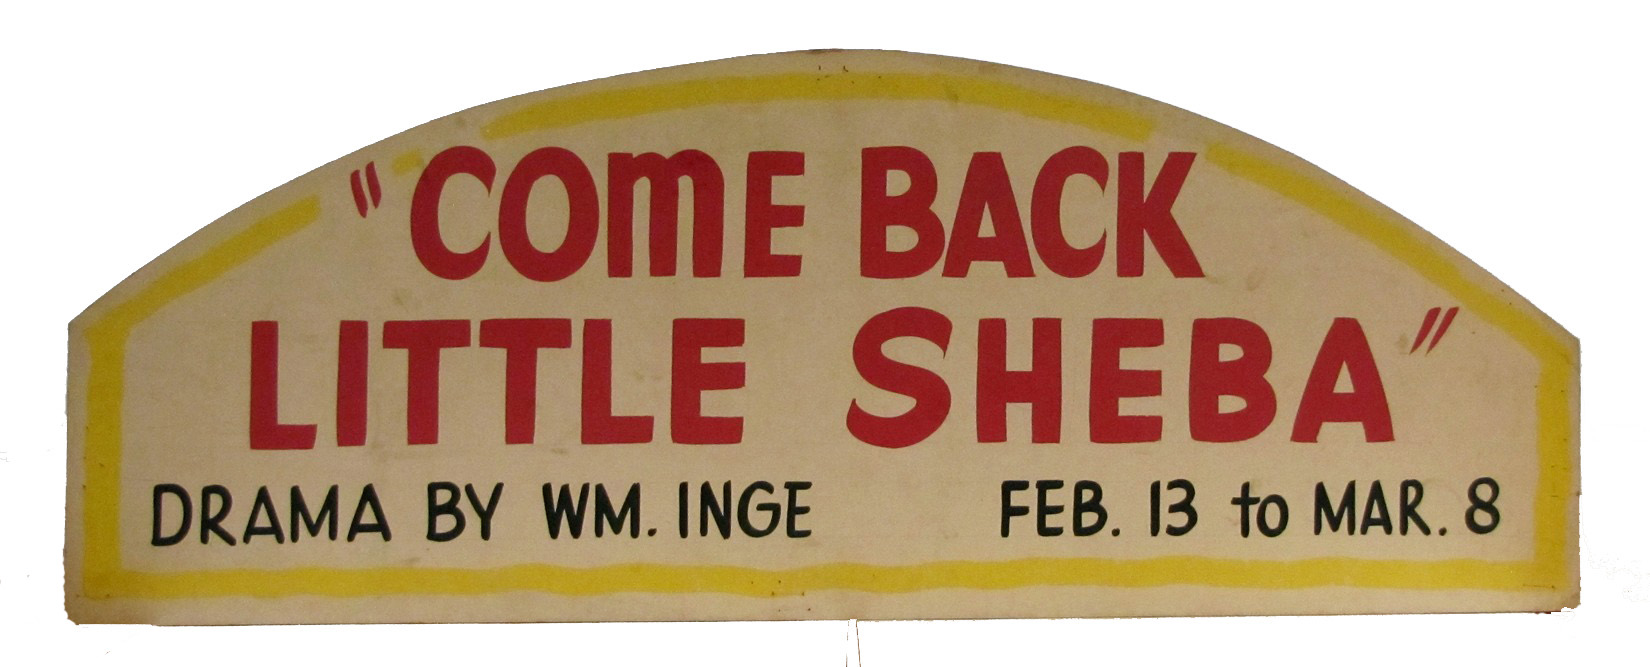 "COME BACK
LITTLE SHEBA"
DRAMA BY WM. INGE FEB. 13 to MAR. 8